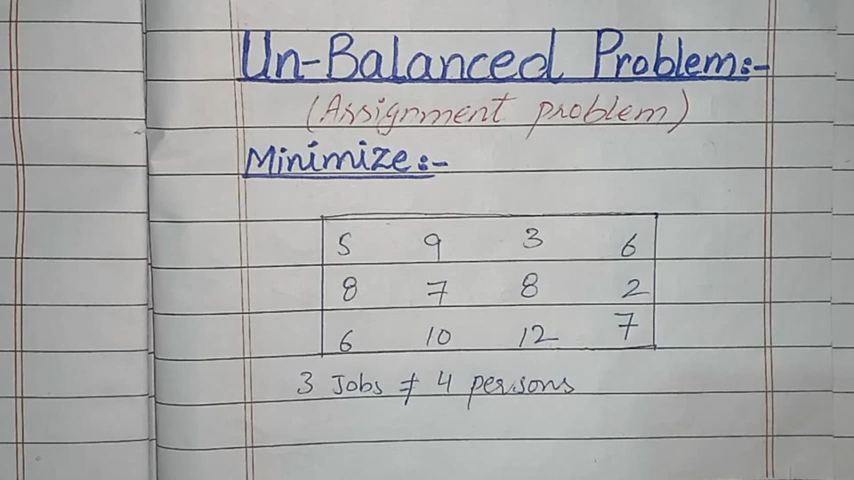 Un-Balanced Problem:-
(Assignment problem)
Minimize:-
5 9 3 6
8 7 8 2
6 10 12 7
3 Jobs ≠ 4 persons